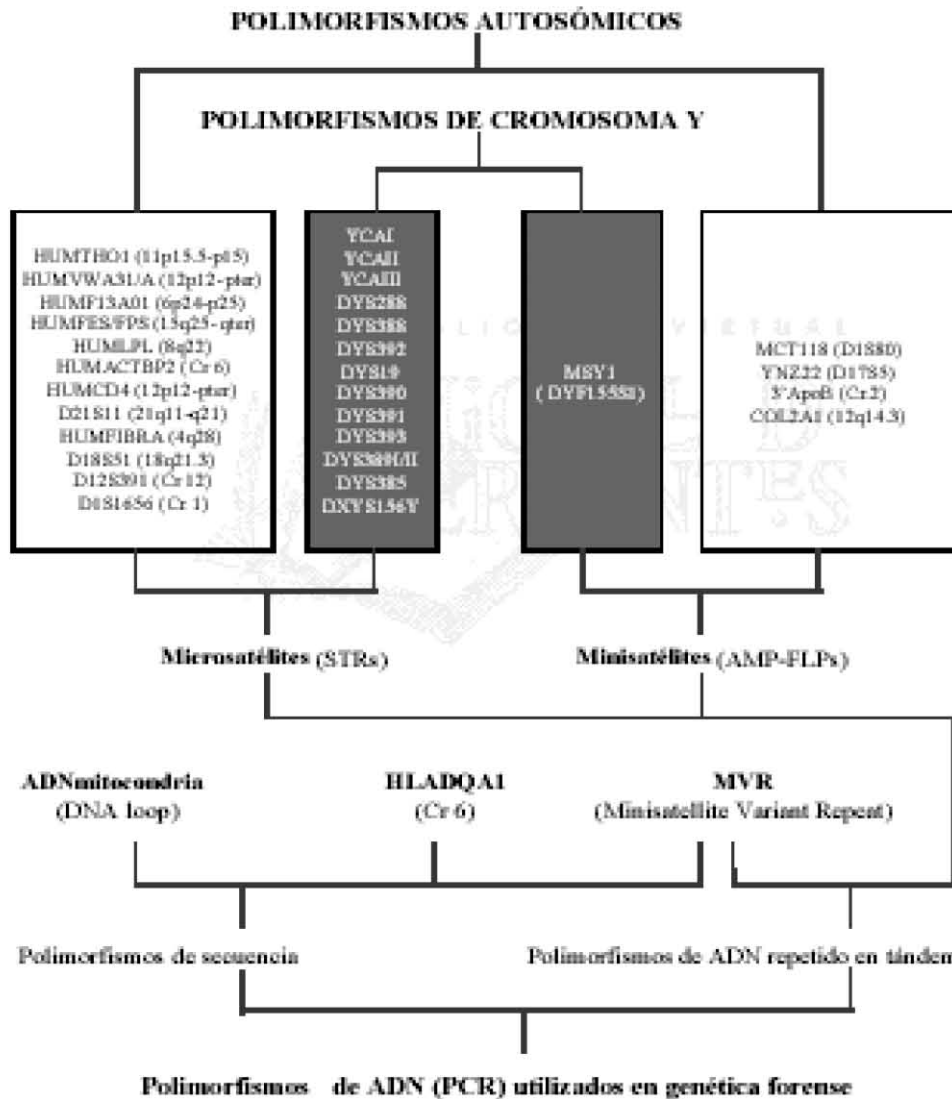 POLIMORFISMOS AUTOSÓMICOS
POLIMORFISMOS DE CROMOSOMA Y
HUMTHO1 (11p15.5-p15)
HUMVWA31/A (12p12-pter)
HUMF13A01 (6p24-p25)
HUMFES/FPS (15q25-qter)
HUMLPL (8q22)
HUMACTBP2 (Cr 6)
HUMCD4 (12p12-pter)
D21S11 (21q11-q21)
HUMFIBRA (4q28)
D18S51 (18q21.3)
D12S391 (Cr 12)
D1S1656 (Cr 1)
YCAI
YCAII
YCAIII
DYS288
DYS388
DYS392
DYS19
DYS390
DYS391
DYS393
DYS389I/II
DYS385
DXYS156Y
MSY1
(DYF155S1)
MCT118 (D1S80)
YNZ22 (D17S5)
3'ApoB (Cr.2)
COL2A1 (12q14.3)
Microsatélites (STRs)
Minisatélites (AMP-FLPs)
ADNmitocondria
(DNA loop)
HLADQA1
(Cr 6)
MVR
(Minisatellite Variant Repeat)
Polimorfismos de secuencia
Polimorfismos de ADN repetido en tándem
Polimorfismos de ADN (PCR) utilizados en genética forense